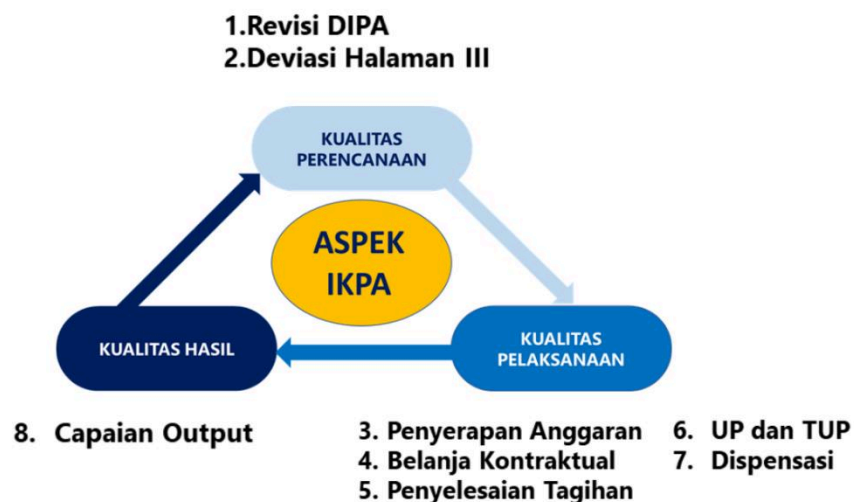 1.Revisi DIPA
2.Deviasi Halaman III
KUALITAS
PERENCANAAN
ASPEK
IKPA
KUALITAS HASIL
KUALITAS
PELAKSANAAN
8. Capaian Output
3. Penyerapan Anggaran
4. Belanja Kontraktual
5. Penyelesaian Tagihan
6. UP dan TUP
7. Dispensasi